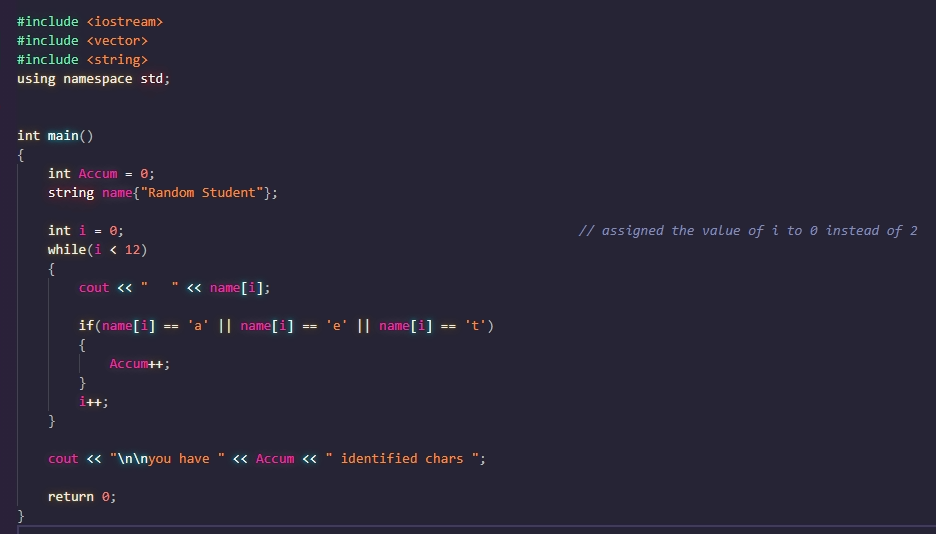 #include <iostream>
#include <vector>
#include <string>
using namespace std;
int main()
{
    int Accum = 0;
    string name{"Random Student"};
    int i = 0;                                                           // assigned the value of i to 0 instead of 2
    while(i < 12)
    {
        cout << "   " << name[i];
        if(name[i] == 'a' || name[i] == 'e' || name[i] == 't')
        {
            Accum++;
        }
        i++;
    }
    cout << "\n\nyou have " << Accum << " identified chars ";
    return 0;
}